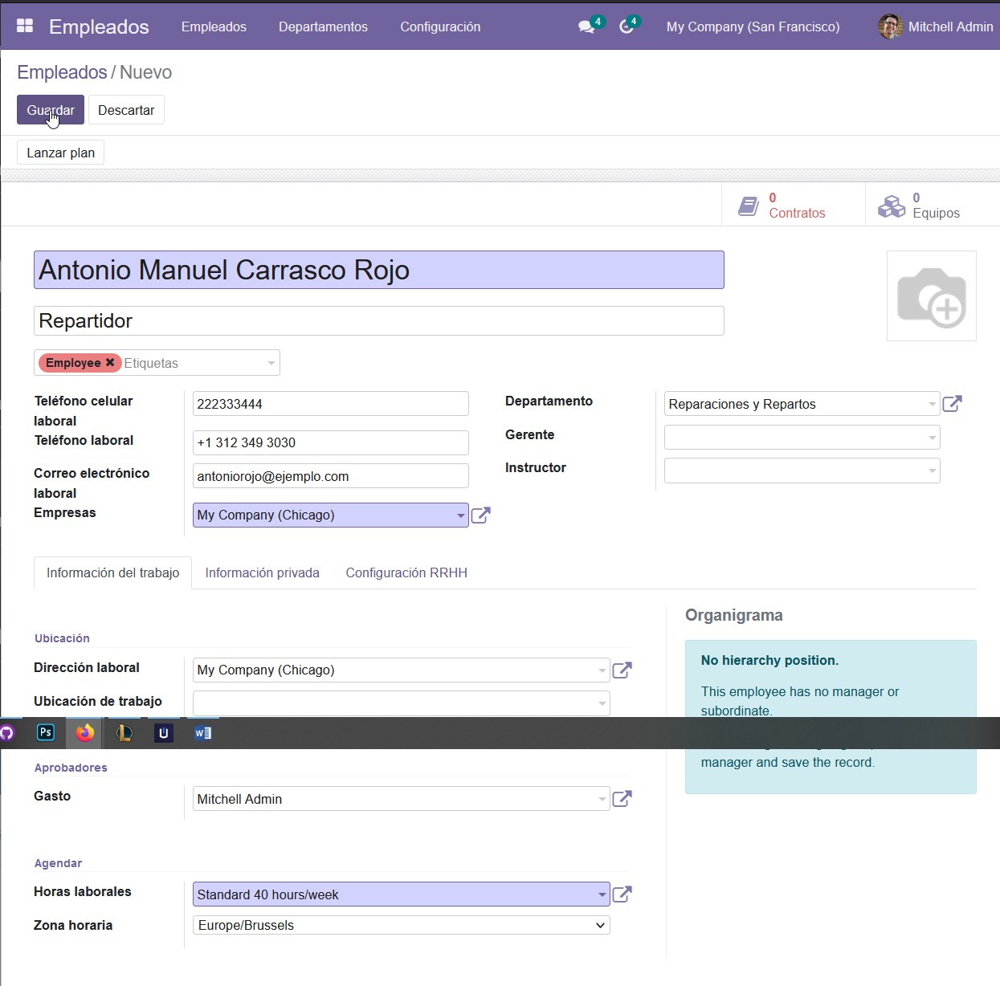 Empleados Empleados Departamentos Configuración 4 4 My Company (San Francisco) Mitchell Admin
Empleados / Nuevo
Guardar Descartar
Lanzar plan
0 Contratos
0 Equipos
Antonio Manuel Carrasco Rojo
Repartidor
Employee ✖ Etiquetas
Teléfono celular laboral 222333444
Teléfono laboral +1 312 349 3030
Correo electrónico laboral antoniorojo@ejemplo.com
Empresas My Company (Chicago)
Departamento Reparaciones y Repartos
Gerente
Instructor
Información del trabajo Información privada Configuración RRHH
Ubicación
Dirección laboral My Company (Chicago)
Ubicación de trabajo
Organigrama
No hierarchy position.
This employee has no manager or
subordinate.
manager and save the record.
Ps U W
Aprobadores
Gasto Mitchell Admin
Agendar
Horas laborales Standard 40 hours/week
Zona horaria Europe/Brussels